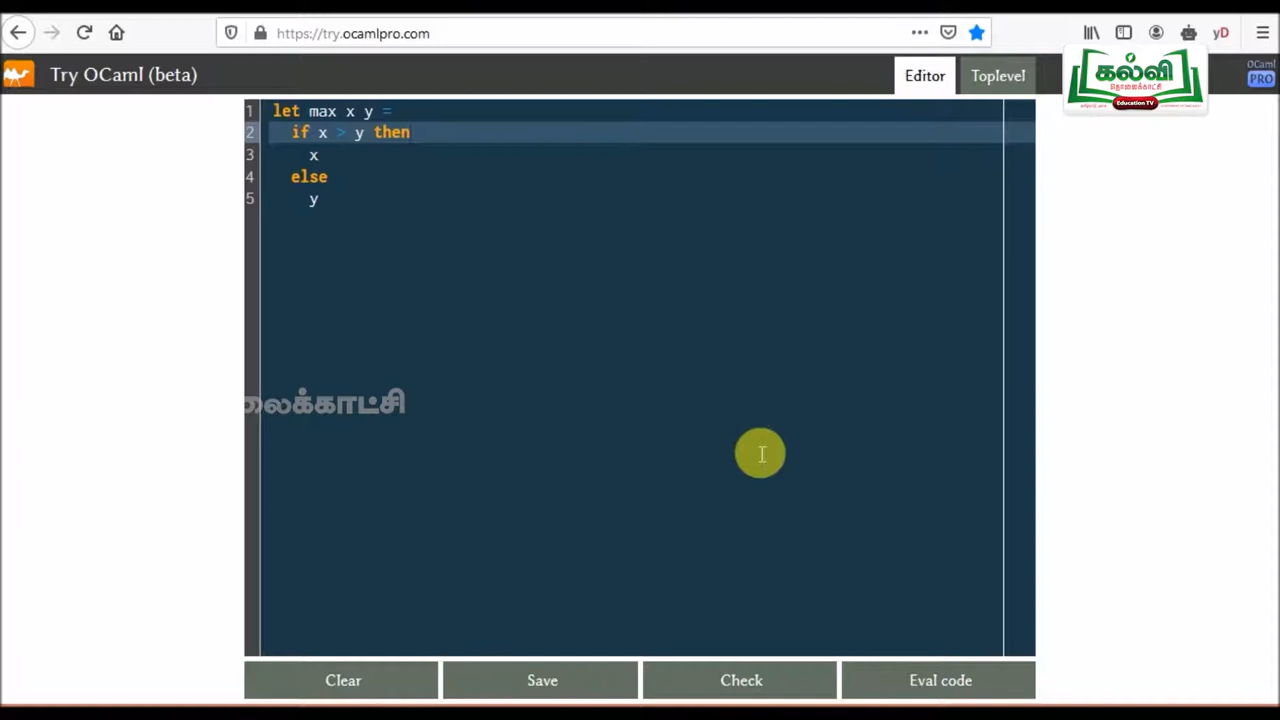 https://try.ocamlpro.com
yD
Try OCaml (beta)
Editor
Toplevel
கல்வி
தொலைக்காட்சி
Education TV
OCaml
PRO
1 let max x y =
2 if x > y then
3 x
4 else
5 y
லைக்காட்சி
Clear
Save
Check
Eval code